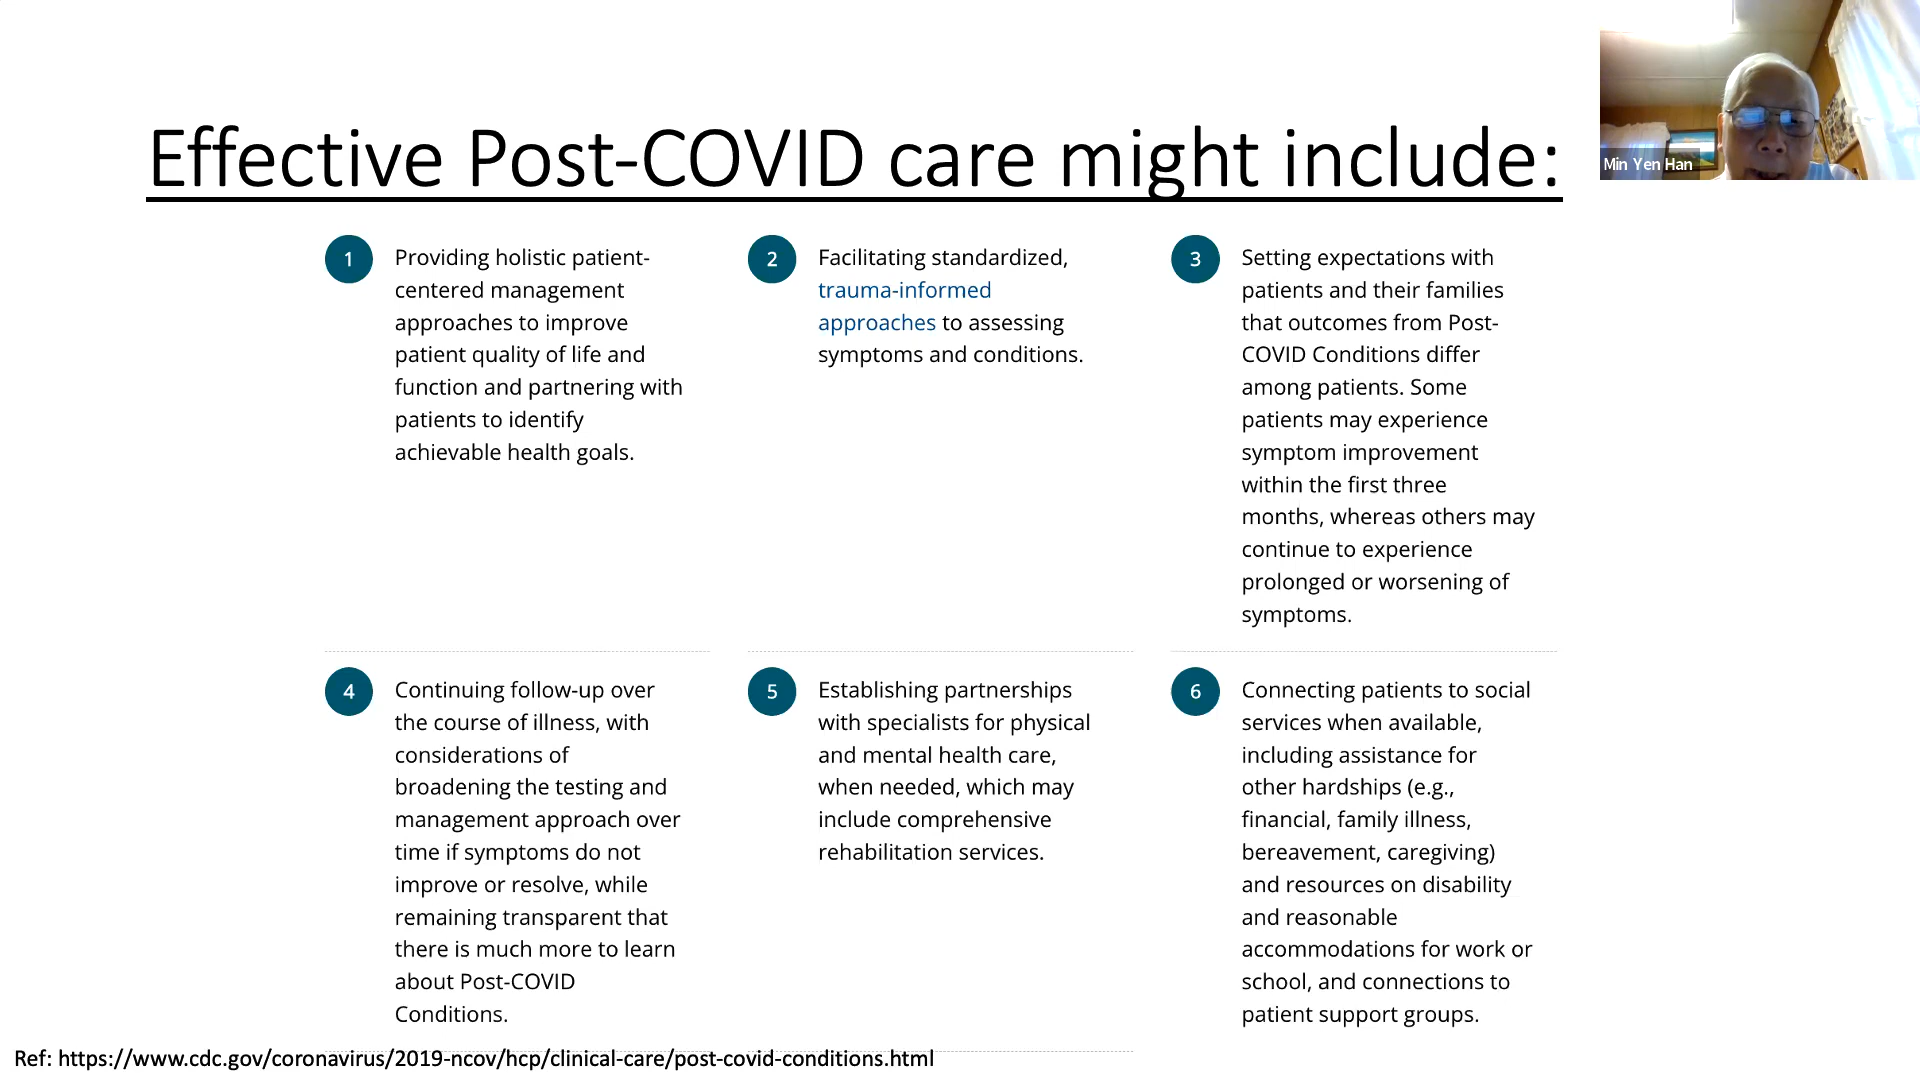 Effective Post-COVID care might include:
Min Yen Han
1
Providing holistic patient-
centered management
approaches to improve
patient quality of life and
function and partnering with
patients to identify
achievable health goals.
2
Facilitating standardized,
trauma-informed
approaches to assessing
symptoms and conditions.
3
Setting expectations with
patients and their families
that outcomes from Post-
COVID Conditions differ
among patients. Some
patients may experience
symptom improvement
within the first three
months, whereas others may
continue to experience
prolonged or worsening of
symptoms.
4
Continuing follow-up over
the course of illness, with
considerations of
broadening the testing and
management approach over
time if symptoms do not
improve or resolve, while
remaining transparent that
there is much more to learn
about Post-COVID
Conditions.
5
Establishing partnerships
with specialists for physical
and mental health care,
when needed, which may
include comprehensive
rehabilitation services.
6
Connecting patients to social
services when available,
including assistance for
other hardships (e.g.,
financial, family illness,
bereavement, caregiving)
and resources on disability
and reasonable
accommodations for work or
school, and connections to
patient support groups.
Ref: https://www.cdc.gov/coronavirus/2019-ncov/hcp/clinical-care/post-covid-conditions.html